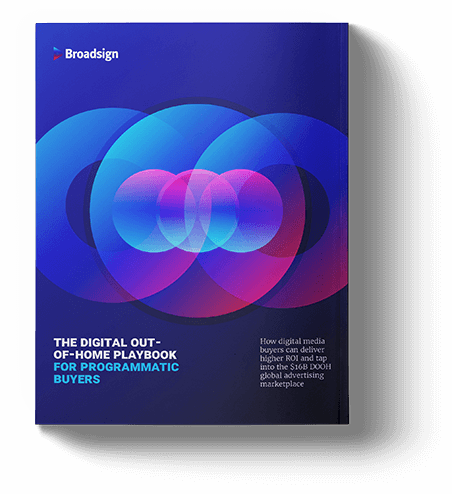 Broadsign
THE DIGITAL OUT-
OF-HOME PLAYBOOK
FOR PROGRAMMATIC
BUYERS
How digital media
buyers can deliver
higher ROI and tap
into the $16B DOOH
global advertising
marketplace